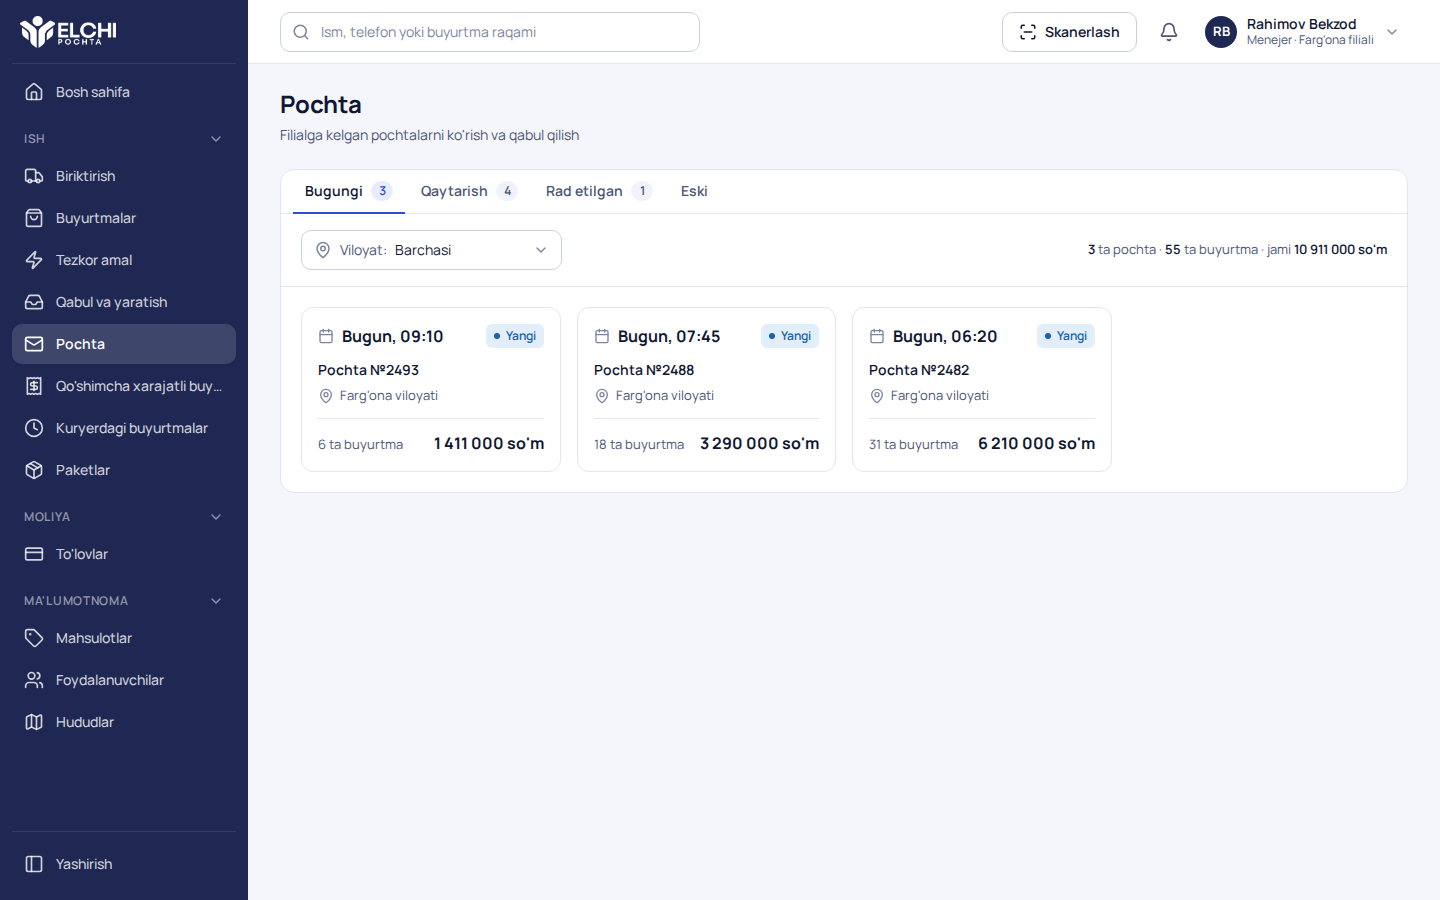 ELCHI
POCHTA
Ism, telefon yoki buyurtma raqami
Skanerlash
RB
Rahimov Bekzod
Menejer · Farg'ona filiali
Bosh sahifa
ISH
Biriktirish
Buyurtmalar
Tezkor amal
Qabul va yaratish
Pochta
Qo'shimcha xarajatli buy...
Kuryerdagi buyurtmalar
Paketlar
MOLIYA
To'lovlar
MA'LUMOTNOMA
Mahsulotlar
Foydalanuvchilar
Hududlar
Yashirish
Pochta
Filialga kelgan pochtalarni ko'rish va qabul qilish
Bugungi 3
Qaytarish 4
Rad etilgan 1
Eski
Viloyat: Barchasi
3 ta pochta · 55 ta buyurtma · jami 10 911 000 so'm
Bugun, 09:10
Yangi
Pochta №2493
Farg'ona viloyati
6 ta buyurtma
1 411 000 so'm
Bugun, 07:45
Yangi
Pochta №2488
Farg'ona viloyati
18 ta buyurtma
3 290 000 so'm
Bugun, 06:20
Yangi
Pochta №2482
Farg'ona viloyati
31 ta buyurtma
6 210 000 so'm